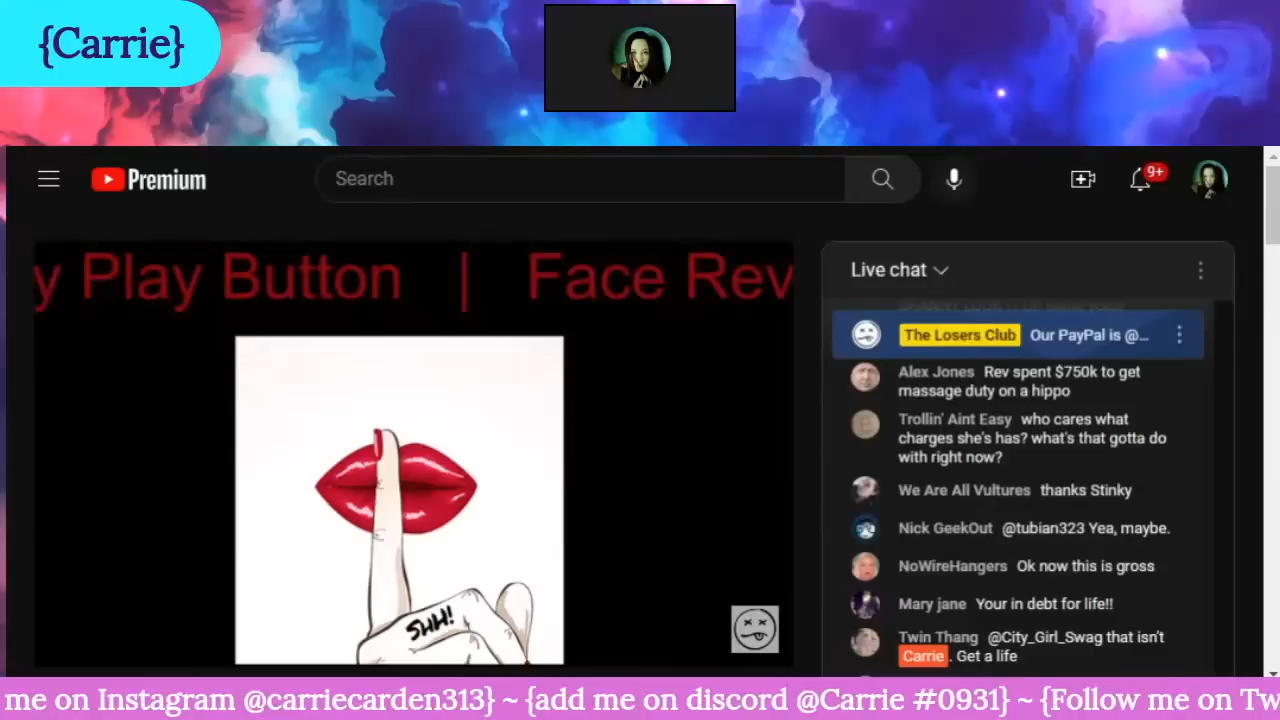 {Carrie}
Premium
Search
9+
y Play Button | Face Rev
SHH!
Live chat
The Losers Club Our PayPal is @...
Alex Jones Rev spent $750k to get
massage duty on a hippo
Trollin' Aint Easy who cares what
charges she's has? what's that gotta do
with right now?
We Are All Vultures thanks Stinky
Nick GeekOut @tubian323 Yea, maybe.
NoWireHangers Ok now this is gross
Mary jane Your in debt for life!!
Twin Thang @City_Girl_Swag that isn't
Carrie. Get a life
me on Instagram @carriecarden313} ~ {add me on discord @Carrie #0931} ~ {Follow me on Tw